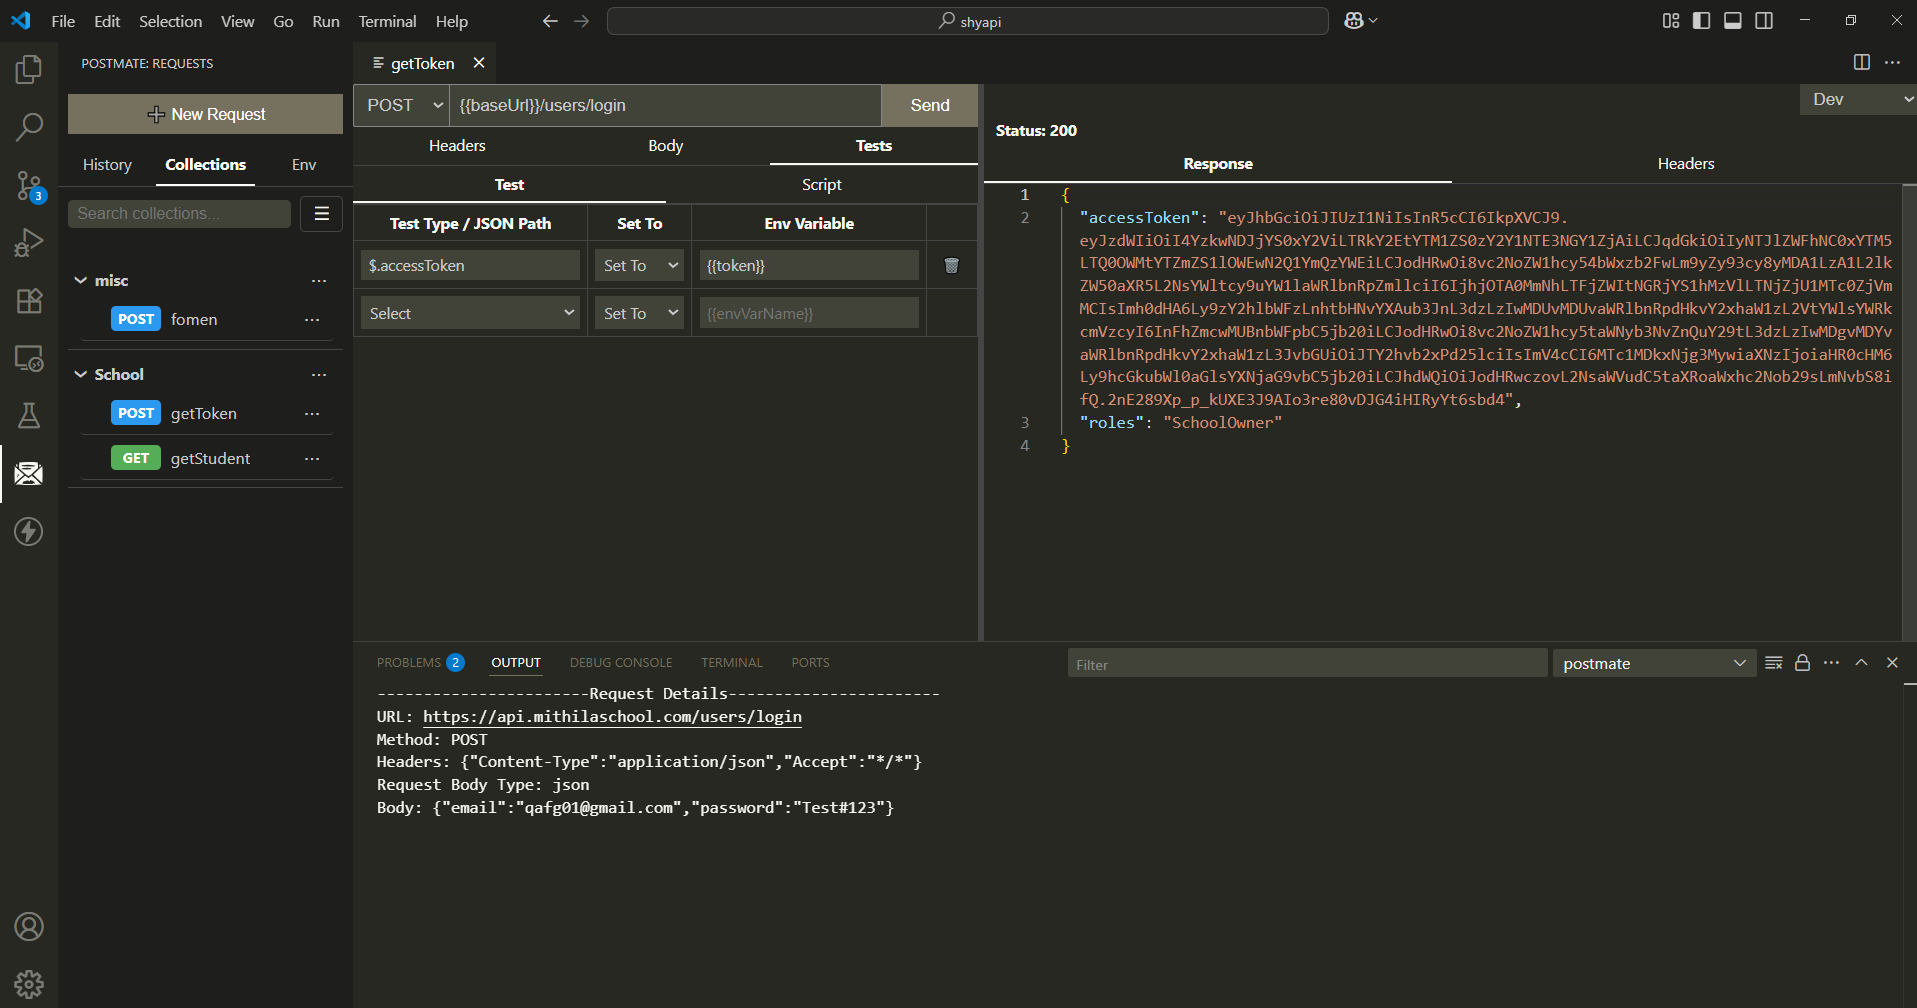 File Edit Selection View Go Run Terminal Help
shyapi
POSTMATE: REQUESTS
New Request
History Collections Env
Search collections...
misc
POST fomen
School
POST getToken
GET getStudent
3
getToken
POST {{baseUrl}}/users/login Send
Headers Body Tests
Test Script
Test Type / JSON Path Set To Env Variable
$.accessToken Set To {{token}}
Select Set To {{envVarName}}
Dev
Status: 200
Response Headers
1 {
2 "accessToken": "eyJhbGciOiJIUzI1NiIsInR5cCI6IkpXVCJ9.
3 "roles": "SchoolOwner"
4 }
PROBLEMS 2 OUTPUT DEBUG CONSOLE TERMINAL PORTS
Filter
postmate
-----------------------Request Details-----------------------
URL: https://api.mithilaschool.com/users/login
Method: POST
Headers: {"Content-Type":"application/json","Accept":"*/*"}
Request Body Type: json
Body: {"email":"qafg01@gmail.com","password":"Test#123"}